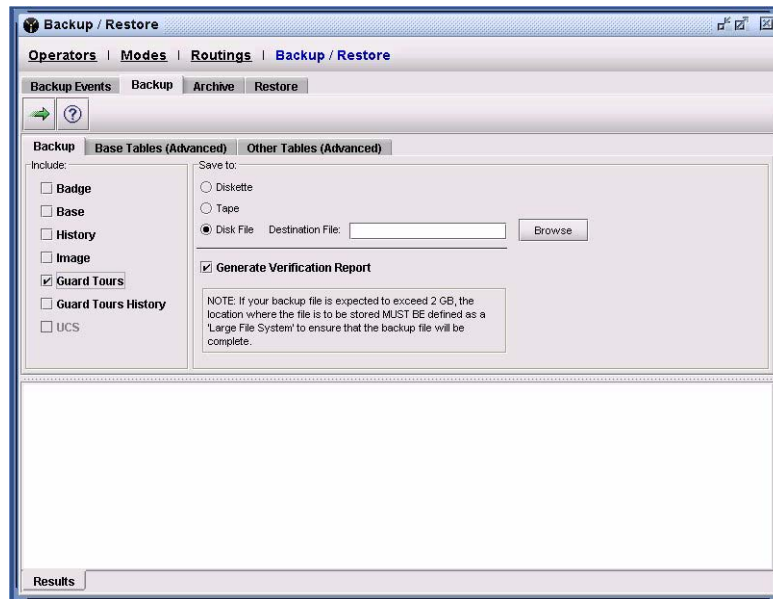 Backup / Restore
Operators | Modes | Routings | Backup / Restore
Backup Events Backup Archive Restore
?
Backup Base Tables (Advanced) Other Tables (Advanced)
Include:
Badge
Base
History
Image
Guard Tours
Guard Tours History
UCS
Save to:
Diskette
Tape
Disk File Destination File: Browse
Generate Verification Report
NOTE: If your backup file is expected to exceed 2 GB, the
location where the file is to be stored MUST BE defined as a
'Large File System' to ensure that the backup file will be
complete.
Results